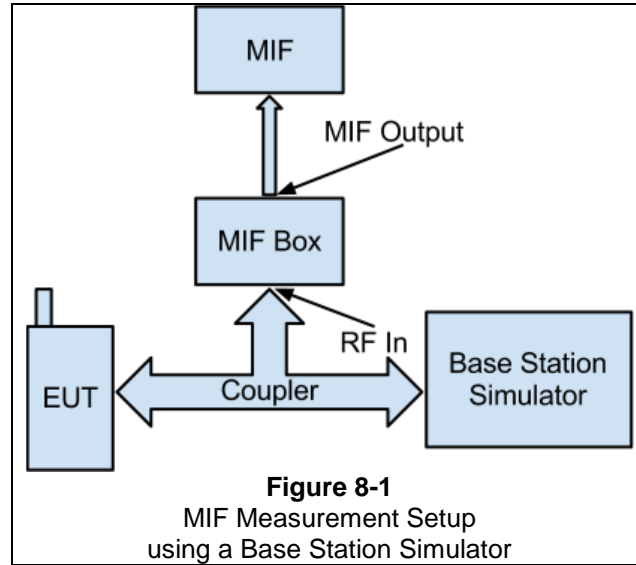 MIF
MIF Output
MIF Box
RF In
EUT
Coupler
Base Station
Simulator
Figure 8-1
MIF Measurement Setup
using a Base Station Simulator